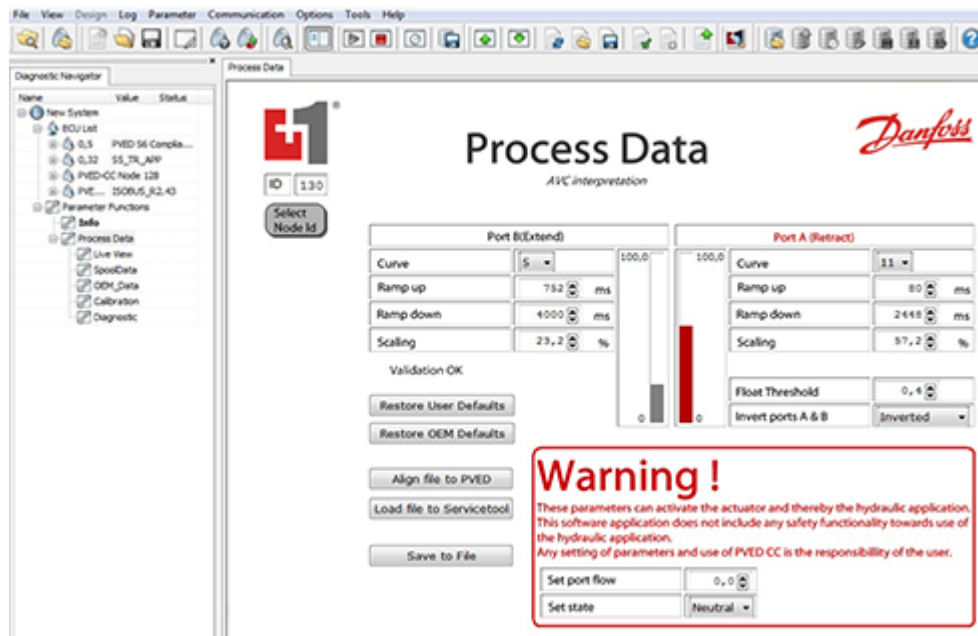 File View Design Log Parameter Communication Options Tools Help
Diagnostic Navigator
Process Data
Name Value Status
New System
ECU List
0,5 PVED S6 Complia...
0,32 S5_TR_APP
PVED-CC Node 128
PVE... ISOBUS_R2.43
Parameter Functions
Info
Process Data
Live View
SpoolData
OEM_Data
Calibration
Diagnostic
+1 ®
Process Data
Danfoss
AVC interpretation
ID 130
Select
Node Id
Port B(Extend) Port A (Retract)
Curve 5 100,0 100,0 Curve 11
Ramp up 752 ms Ramp up 80 ms
Ramp down 4000 ms Ramp down 2448 ms
Scaling 23,2 % Scaling 57,2 %
Validation OK
Float Threshold 0,4
0 0 Invert ports A & B Inverted
Restore User Defaults
Restore OEM Defaults
Align file to PVED
Load file to Servicetool
Save to File
Warning !
These parameters can activate the actuator and thereby the hydraulic application.
This software application does not include any safety functionality towards use of
the hydraulic application.
Any setting of parameters and use of PVED CC is the responsibillity of the user.
Set port flow 0,0
Set state Neutral